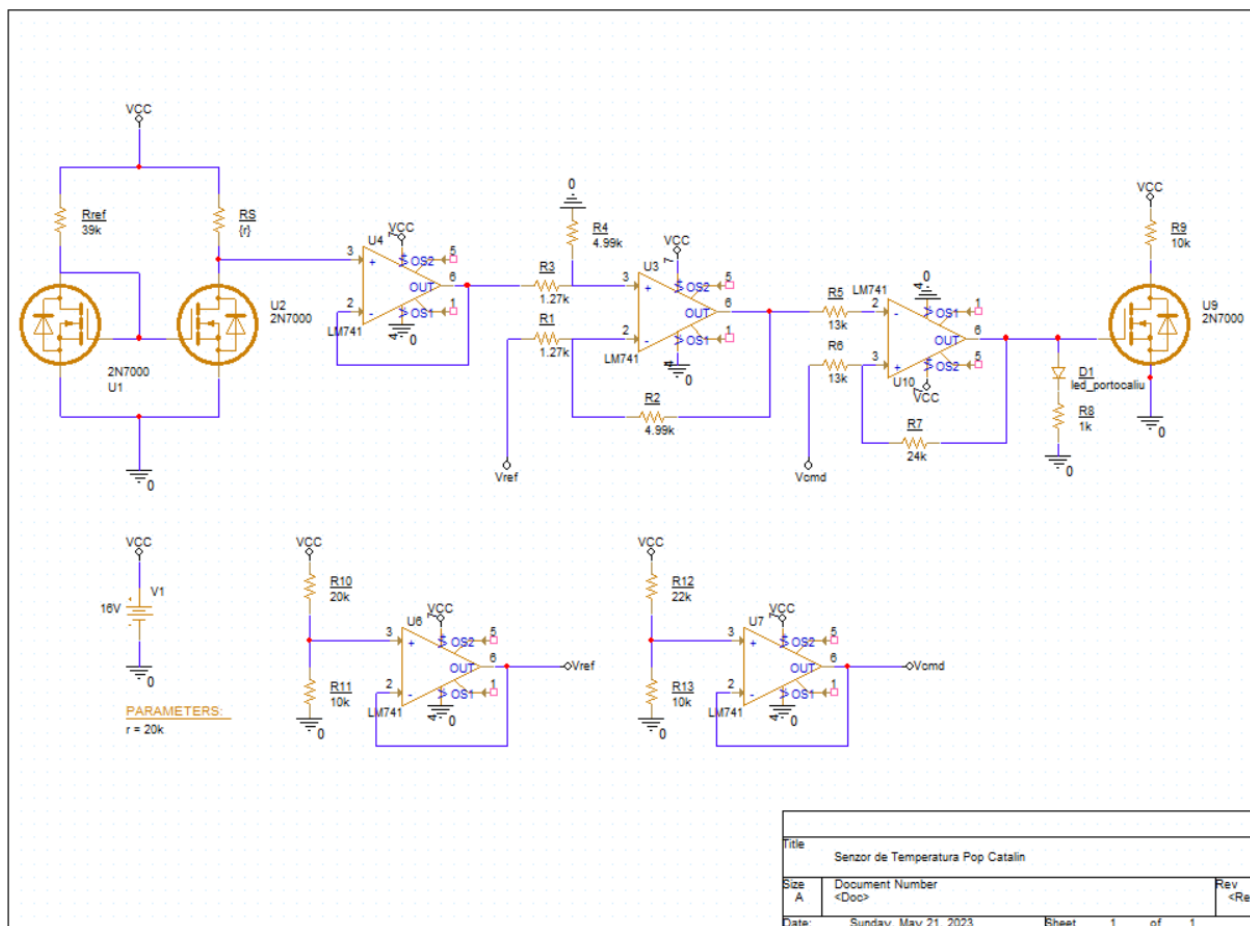 VCC
Rref
39k
RS
{r}
U2
2N7000
2N7000
U1
0
U4
VCC
3
+
OS2
5
OUT
6
2
-
OS1
1
LM741
4
0
0
R4
4.99k
R3
1.27k
R1
1.27k
U3
VCC
7
3
+
OS2
5
OUT
6
2
-
OS1
1
LM741
4
0
R2
4.99k
Vref
LM741
0
4
R5
13k
2
-
OS1
1
R6
13k
OUT
6
3
+
OS2
5
U10
VCC
R7
24k
Vcmd
D1
led_portocaliu
R8
1k
0
VCC
R9
10k
U9
2N7000
0
VCC
V1
16V
0
PARAMETERS:
r = 20k
VCC
R10
20k
R11
10k
0
U6
VCC
3
+
OS2
5
OUT
6
2
-
OS1
1
LM741
4
0
Vref
VCC
R12
22k
R13
10k
0
U7
VCC
3
+
OS2
5
OUT
6
2
-
OS1
1
LM741
4
0
Vcmd
Title
Senzor de Temperatura Pop Catalin
Size
A
Document Number
<Doc>
Rev
<Re
Date:
Sunday, May 21, 2023
Sheet
1
of
1